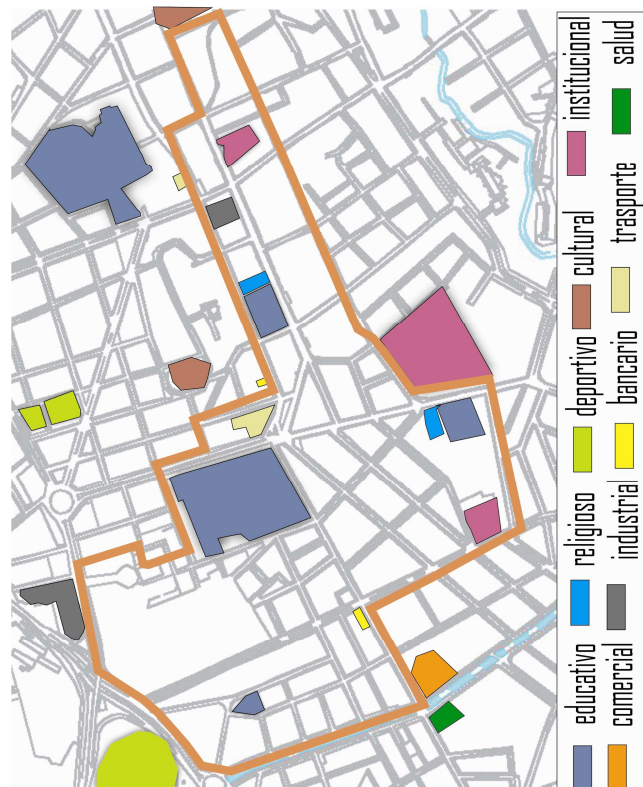 educativo religioso deportivo cultural institucional
comercial industria bancario trasporte salud